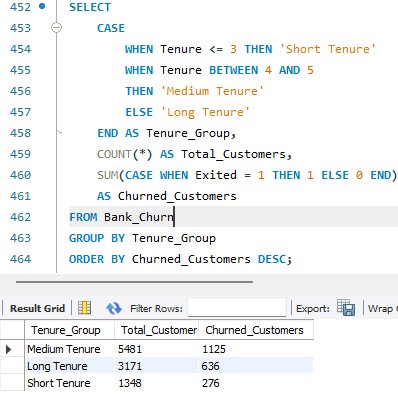 452 SELECT
453 CASE
454 WHEN Tenure <= 3 THEN 'Short Tenure'
455 WHEN Tenure BETWEEN 4 AND 5
456 THEN 'Medium Tenure'
457 ELSE 'Long Tenure'
458 END AS Tenure_Group,
459 COUNT(*) AS Total_Customers,
460 SUM(CASE WHEN Exited = 1 THEN 1 ELSE 0 END)
461 AS Churned_Customers
462 FROM Bank_Churn
463 GROUP BY Tenure_Group
464 ORDER BY Churned_Customers DESC;
Result Grid Filter Rows: Export: Wrap C
Tenure_Group Total_Customer Churned_Customers
Medium Tenure 5481 1125
Long Tenure 3171 636
Short Tenure 1348 276